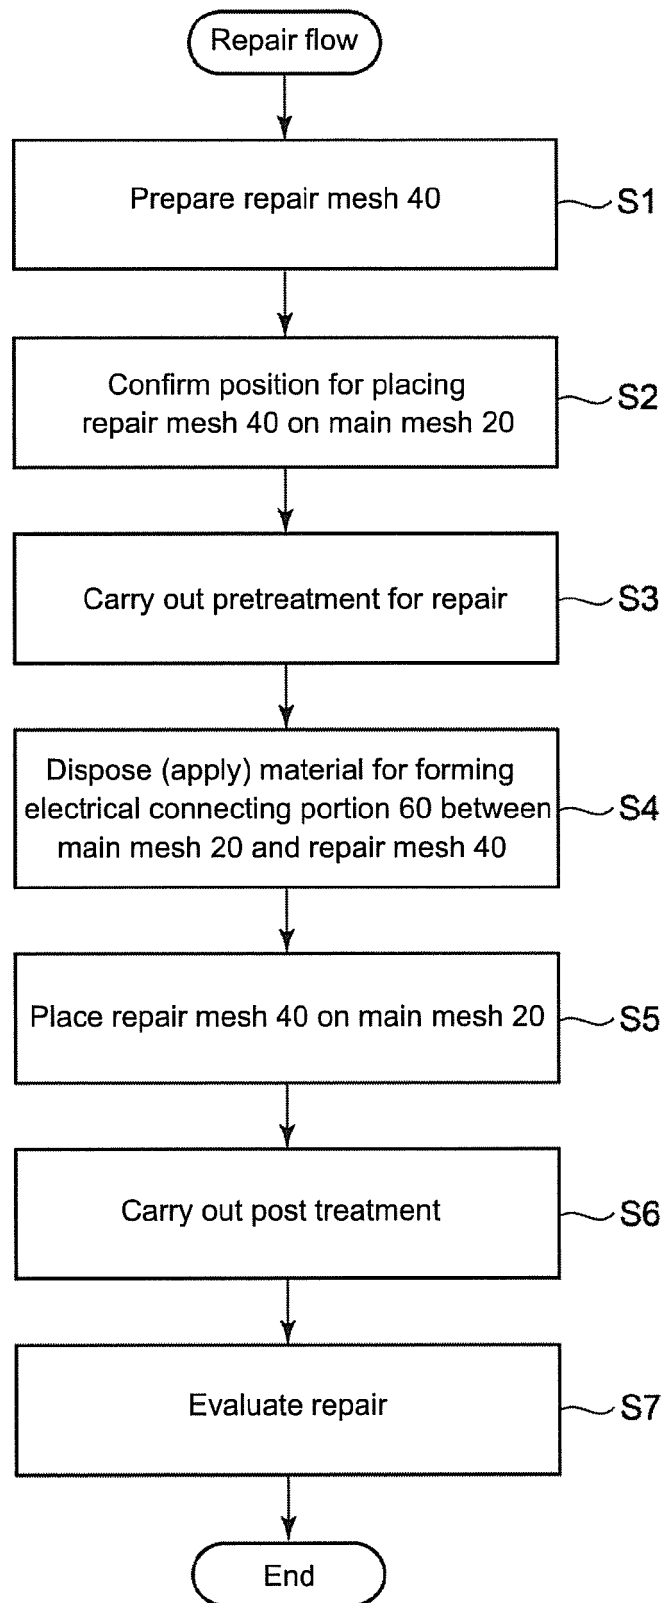 Repair flow
Prepare repair mesh 40
S1
Confirm position for placing
repair mesh 40 on main mesh 20
S2
Carry out pretreatment for repair
S3
Dispose (apply) material for forming
electrical connecting portion 60 between
main mesh 20 and repair mesh 40
S4
Place repair mesh 40 on main mesh 20
S5
Carry out post treatment
S6
Evaluate repair
S7
End